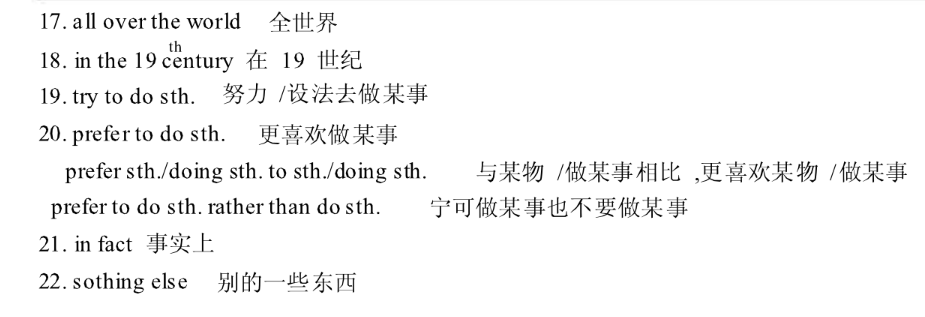 17. all over the world 全世界
18. in the 19th century 在 19 世纪
19. try to do sth. 努力 /设法去做某事
20. prefer to do sth. 更喜欢做某事
prefer sth./doing sth. to sth./doing sth. 与某物 /做某事相比 ,更喜欢某物 /做某事
prefer to do sth. rather than do sth. 宁可做某事也不要做某事
21. in fact 事实上
22. sothing else 别的一些东西